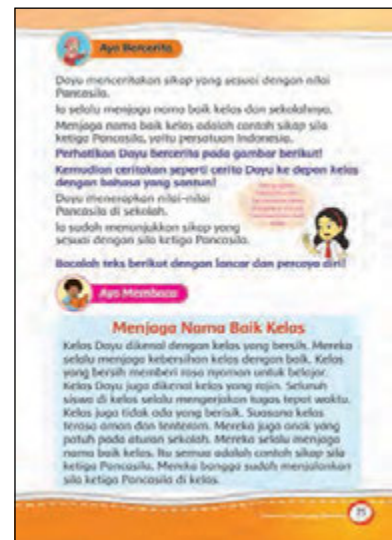 Ayo Bercerita
Dayu menceritakan sikap yang sesuai dengan nilai
Pancasila.
Ia selalu menjaga nama baik kelas dan sekolahnya.
Menjaga nama baik kelas adalah contoh sikap sila
ketiga Pancasila, yaitu persatuan Indonesia.
Perhatikan Dayu bercerita pada gambar berikut!
Kemudian ceritakan seperti cerita Dayu ke depan kelas
dengan bahasa yang santun!
Dayu menerapkan nilai-nilai
Pancasila di sekolah.
Ia sudah menunjukkan sikap yang
sesuai dengan sila ketiga Pancasila.
Bacalah teks berikut dengan lancar dan percaya diri!
Ayo Membaca
Menjaga Nama Baik Kelas
Kelas Dayu dikenal dengan kelas yang bersih. Mereka
selalu menjaga kebersihan kelas dengan baik. Kelas
yang bersih memberi rasa nyaman untuk belajar.
Kelas Dayu juga dikenal kelas yang rajin. Seluruh
siswa di kelas selalu mengerjakan tugas tepat waktu.
Kelas juga tidak ada yang berisik. Suasana kelas
terasa aman dan tenteram. Mereka juga anak yang
patuh pada aturan sekolah. Mereka selalu menjaga
nama baik kelas. Itu semua adalah contoh sikap sila
ketiga Pancasila. Mereka bangga sudah menjalankan
sila ketiga Pancasila di kelas.